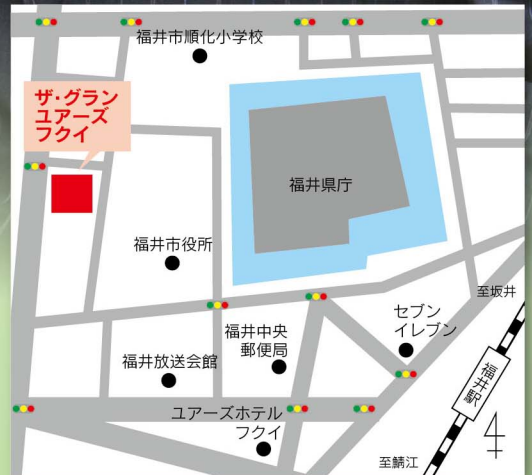 福井市順化小学校
ザ・グラン
ユアーズ
フクイ
福井県庁
福井市役所
至坂井
セブン
イレブン
福井中央
郵便局
福井放送会館
福井駅
ユアーズホテル
フクイ
至鯖江